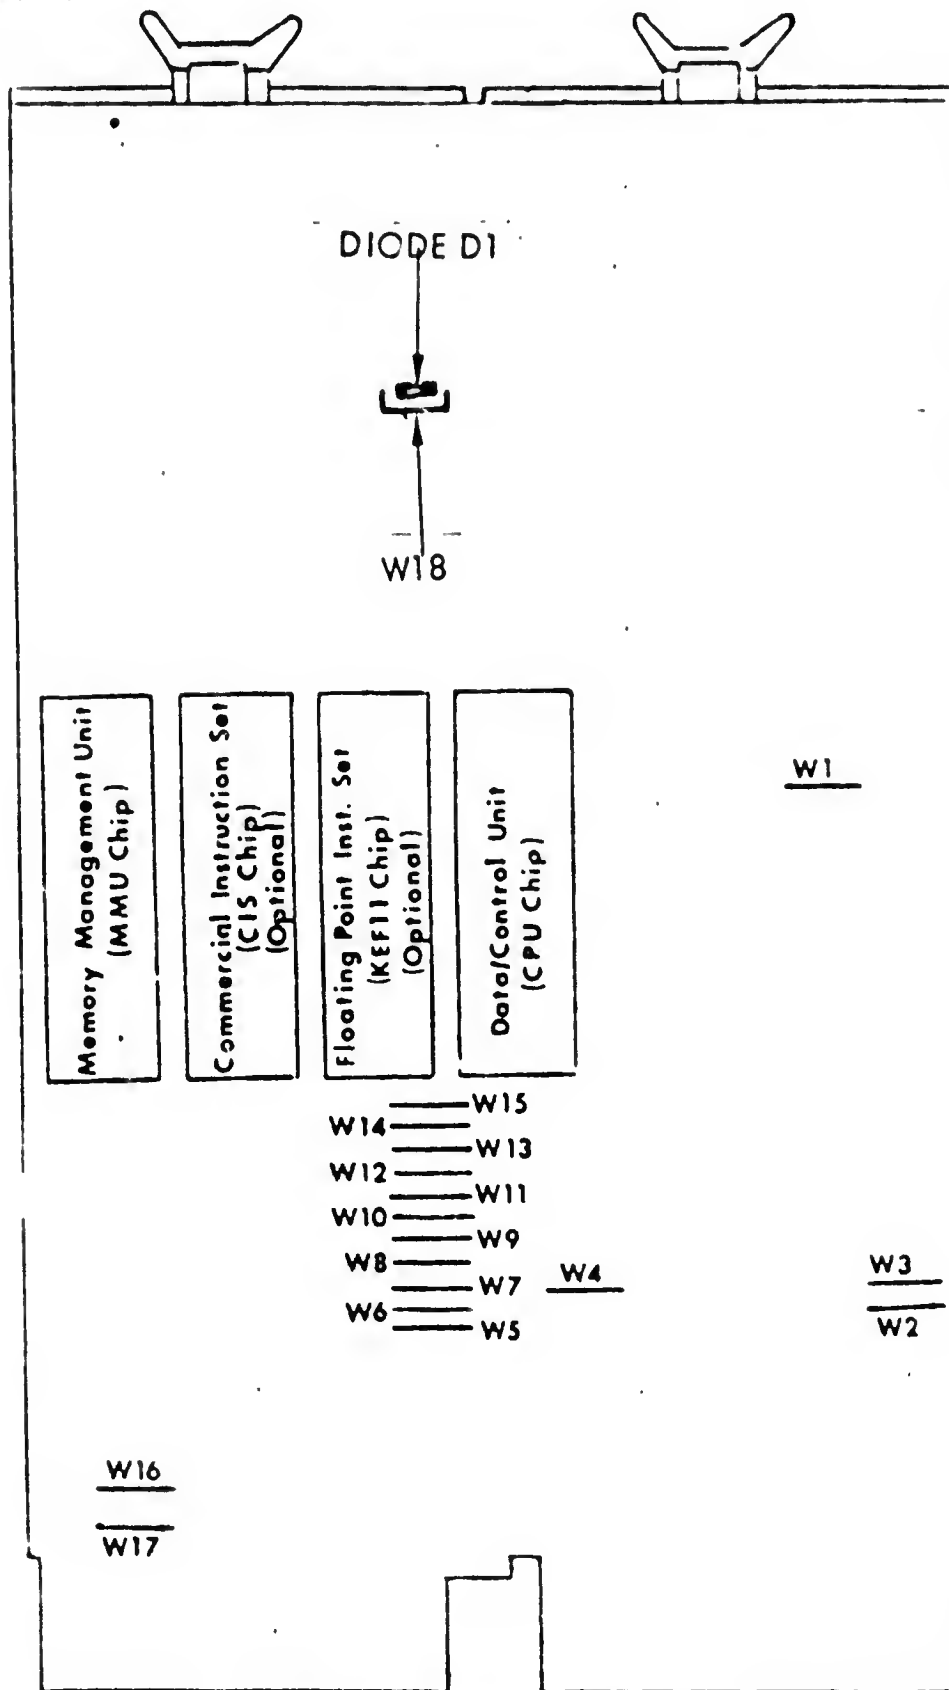 DIODE D1
W18
Memory Management Unit
(MMU Chip)
Commercial Instruction Set
(CIS Chip)
(Optional)
Floating Point Inst. Set
(KEF11 Chip)
(Optional)
Data/Control Unit
(CPU Chip)
W1
W15
W14
W13
W12
W11
W10
W9
W8
W7
W6
W5
W4
W3
W2
W16
W17